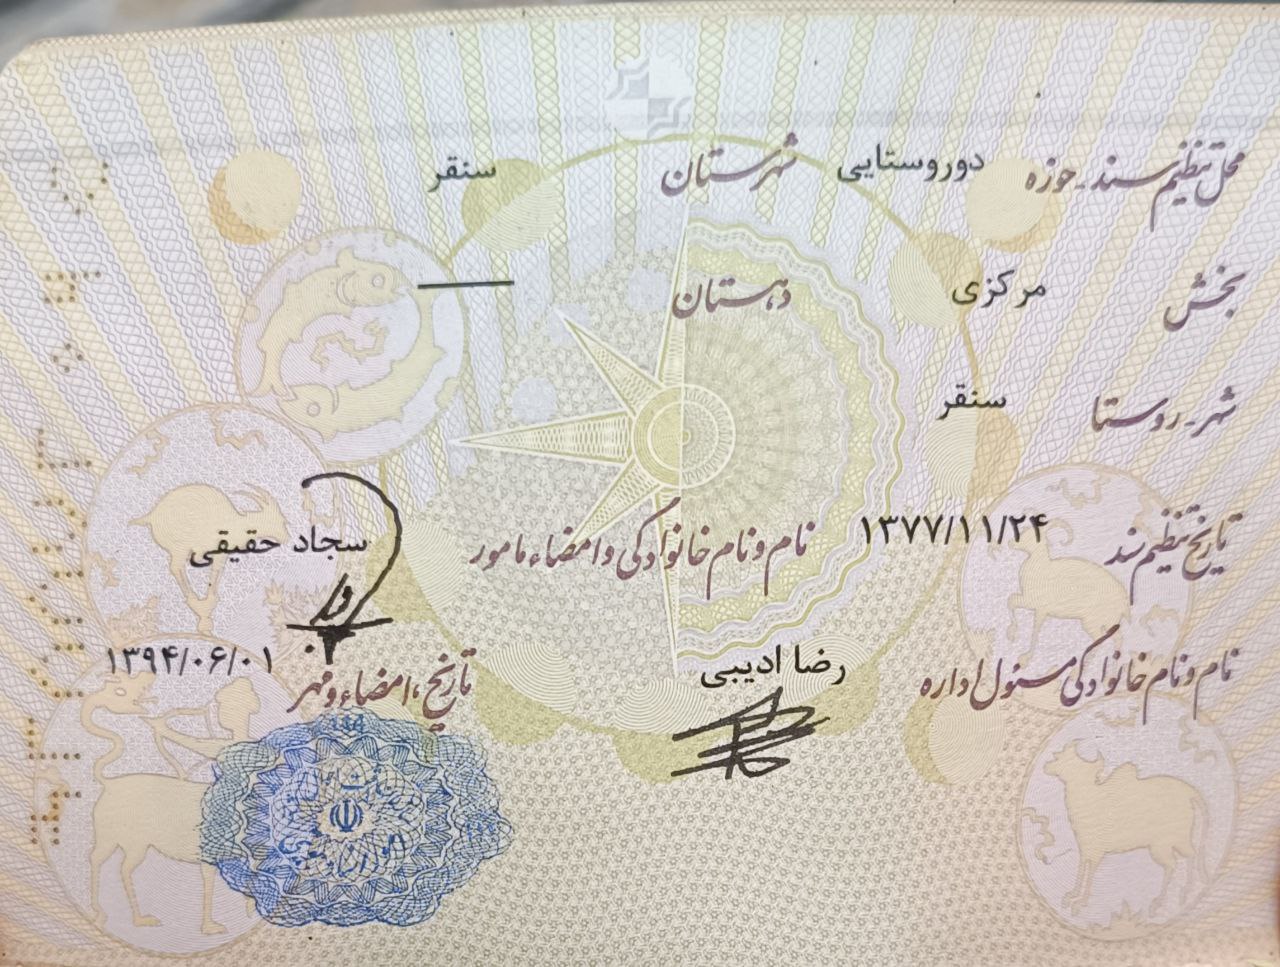 محل تنظیم سند - حوزه دوروستایی شهرستان سنقر
بخش مرکزی دهستان —
شهر - روستا سنقر
تاریخ تنظیم سند ۱۳۷۷/۱۱/۲۴ نام و نام خانوادگی و امضاء مامور سجاد حقیقی
نام و نام خانوادگی مسئول اداره رضا ادیبی تاریخ، امضاء و مهر ۱۳۹۴/۰۶/۰۱